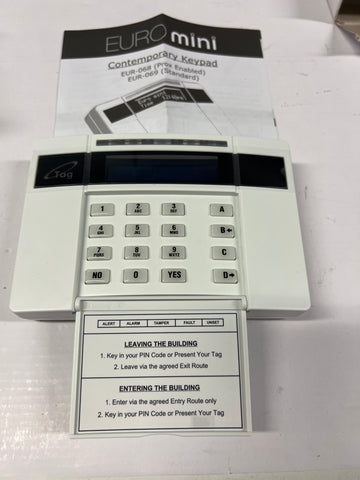 EURO mini
Contemporary Keypad
EUR-068 (Prox Enabled)
EUR-069 (Standard)
Tag
1 2 ABC 3 DEF A
4 GHI 5 JKL 6 MNO B
7 PQRS 8 TUV 9 WXYZ C
NO 0 YES D
ALERT ALARM TAMPER FAULT UNSET
LEAVING THE BUILDING
1. Key in your PIN Code or Present Your Tag
2. Leave via the agreed Exit Route
ENTERING THE BUILDING
1. Enter via the agreed Entry Route only
2. Key in your PIN Code or Present Your Tag